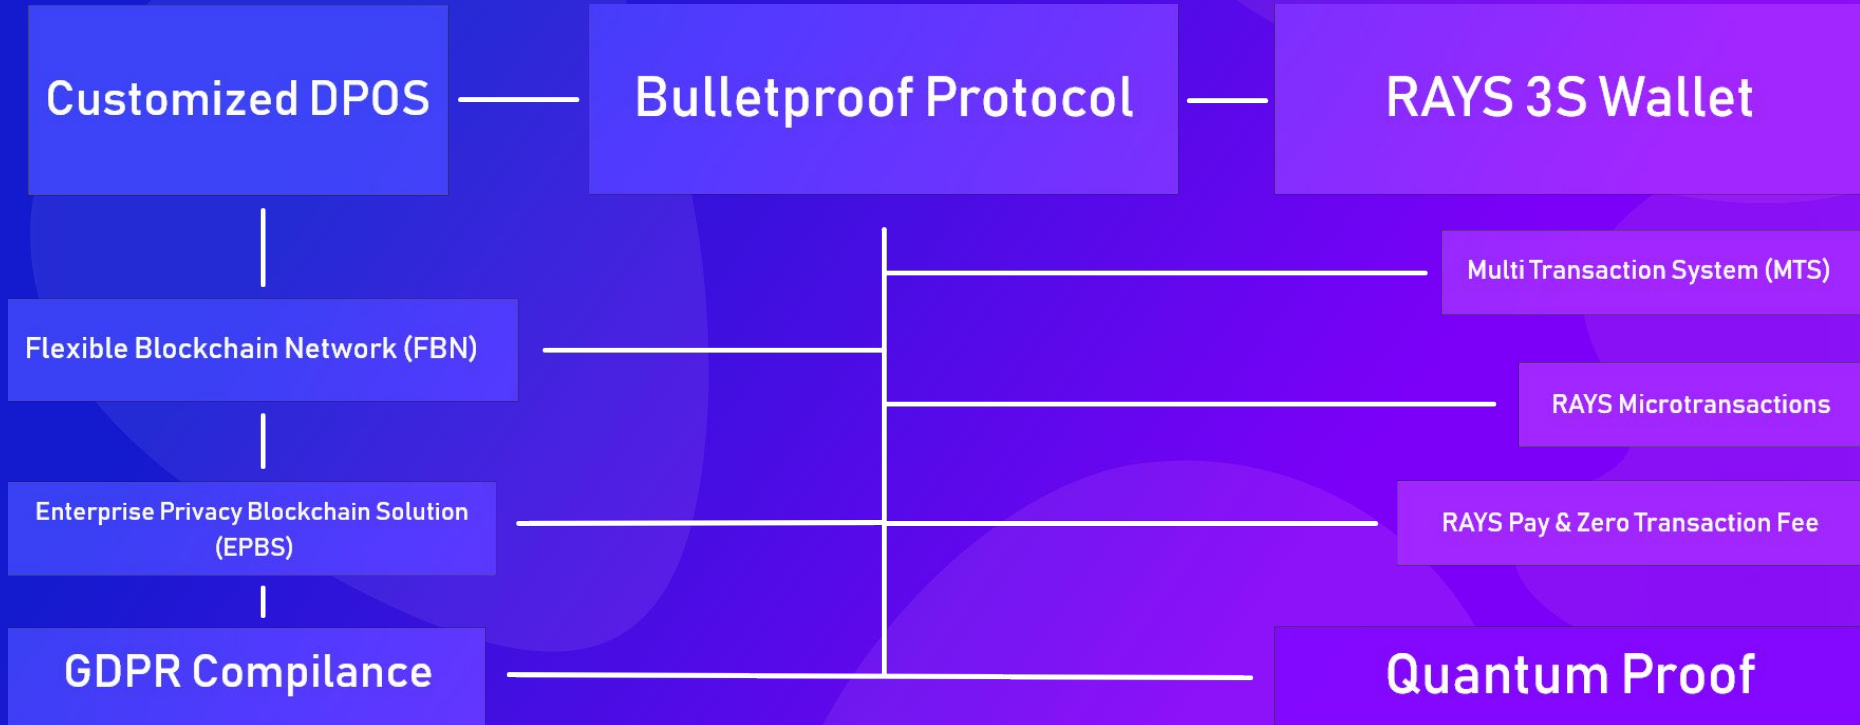 Customized DPOS
Bulletproof Protocol
RAYS 3S Wallet
Multi Transaction System (MTS)
Flexible Blockchain Network (FBN)
RAYS Microtransactions
Enterprise Privacy Blockchain Solution
(EPBS)
RAYS Pay & Zero Transaction Fee
GDPR Compilance
Quantum Proof